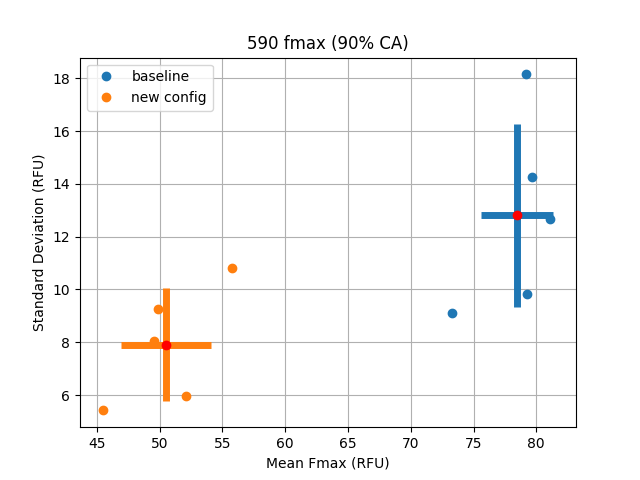 590 fmax (90% CA)
baseline
new config
18
16
14
12
10
8
6
Standard Deviation (RFU)
45 50 55 60 65 70 75 80
Mean Fmax (RFU)